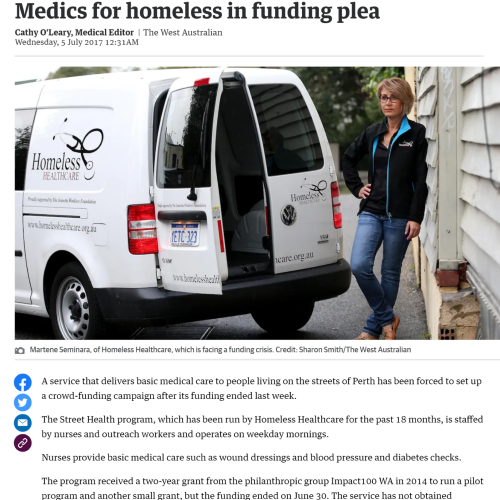 Medics for homeless in funding plea
Cathy O'Leary, Medical Editor | The West Australian
Wednesday, 5 July 2017 12:31AM
Homeless
HEALTHCARE
www.homelesshealthcare.org.au
Homeless
HEALTHCARE
hcare.org.au
www.homelesshealth
Homeless
Martene Seminara, of Homeless Healthcare, which is facing a funding crisis. Credit: Sharon Smith/The West Australian
A service that delivers basic medical care to people living on the streets of Perth has been forced to set up
a crowd-funding campaign after its funding ended last week.
The Street Health program, which has been run by Homeless Healthcare for the past 18 months, is staffed
by nurses and outreach workers and operates on weekday mornings.
Nurses provide basic medical care such as wound dressings and blood pressure and diabetes checks.
The program received a two-year grant from the philanthropic group Impact100 WA in 2014 to run a pilot
program and another small grant, but the funding ended on June 30. The service has not obtained